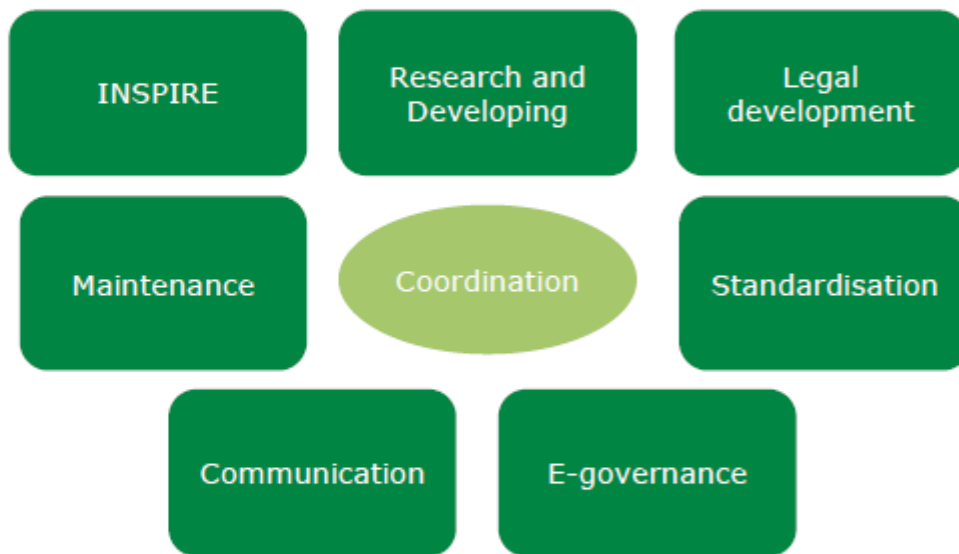 INSPIRE
Research and
Developing
Legal
development
Maintenance
Coordination
Standardisation
Communication
E-governance